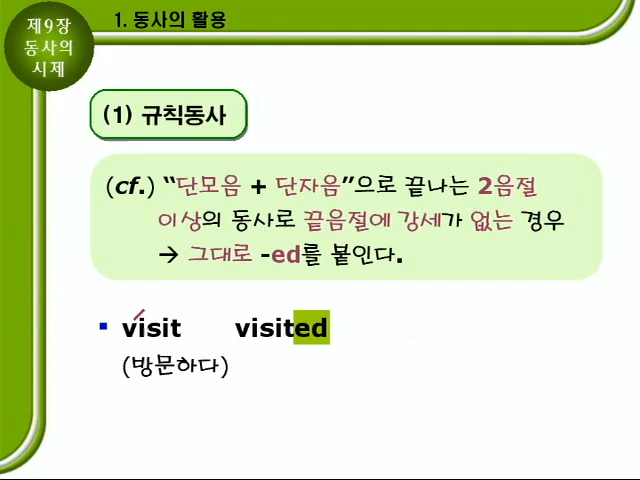 제9장
동사의
시제
1. 동사의 활용
(1) 규칙동사
(cf.) “단모음 + 단자음”으로 끝나는 2음절
이상의 동사로 끝음절에 강세가 없는 경우
→ 그대로 -ed를 붙인다.
▪ visit visited
(방문하다)